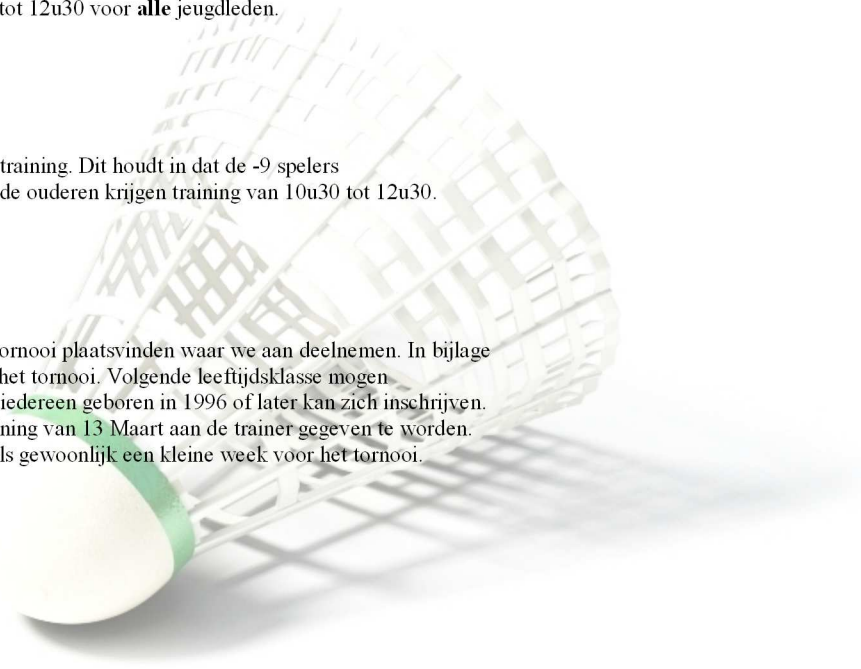 tot 12u30 voor alle jeugdleden.
training. Dit houdt in dat de -9 spelers
de ouderen krijgen training van 10u30 tot 12u30.
ornooi plaatsvinden waar we aan deelnemen. In bijlage
het tornooi. Volgende leeftijdsklasse mogen
iedereen geboren in 1996 of later kan zich inschrijven.
ning van 13 Maart aan de trainer gegeven te worden.
ls gewoonlijk een kleine week voor het tornooi.